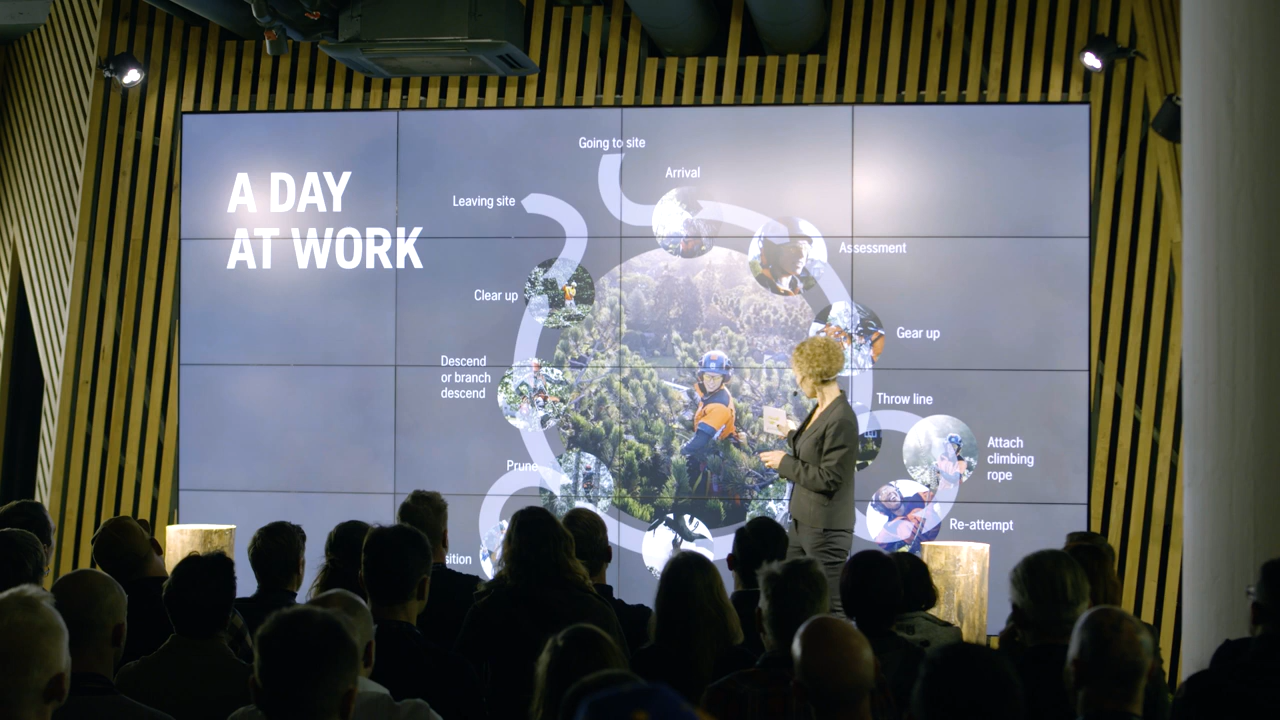 A DAY
AT WORK
Going to site
Arrival
Leaving site
Assessment
Clear up
Gear up
Descend
or branch
descend
Throw line
Attach
climbing
rope
Prune
Re-attempt